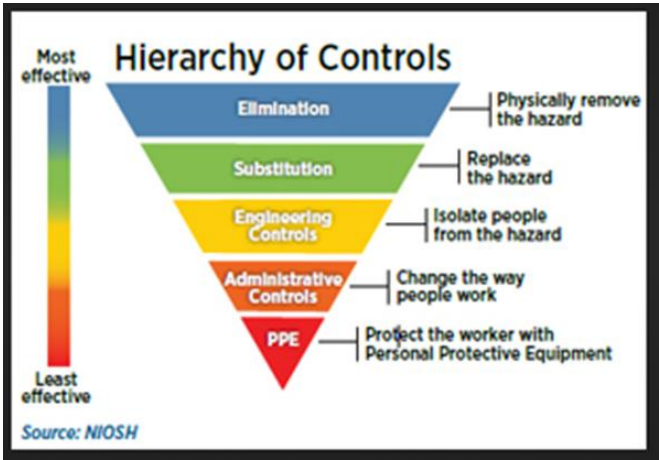 Hierarchy of Controls
Most
effective
Elimination
Physically remove
the hazard
Substitution
Replace
the hazard
Engineering
Controls
Isolate people
from the hazard
Administrative
Controls
Change the way
people work
PPE
Protect the worker with
Personal Protective Equipment
Least
effective
Source: NIOSH